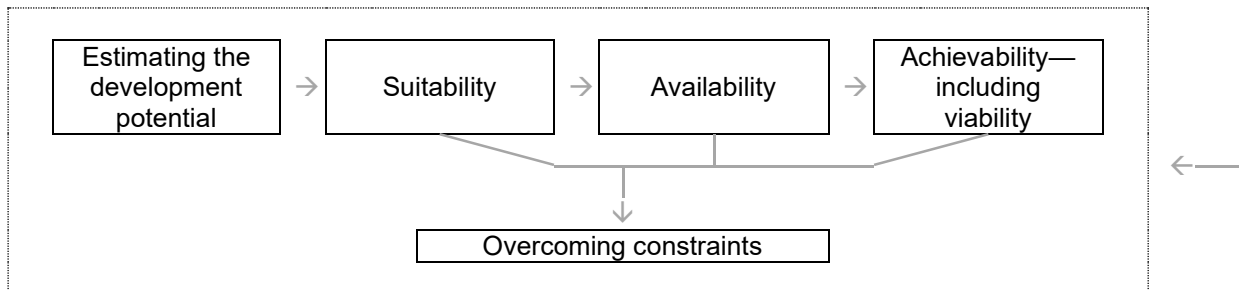 Estimating the
development
potential
Suitability
Availability
Achievability—
including
viability
Overcoming constraints